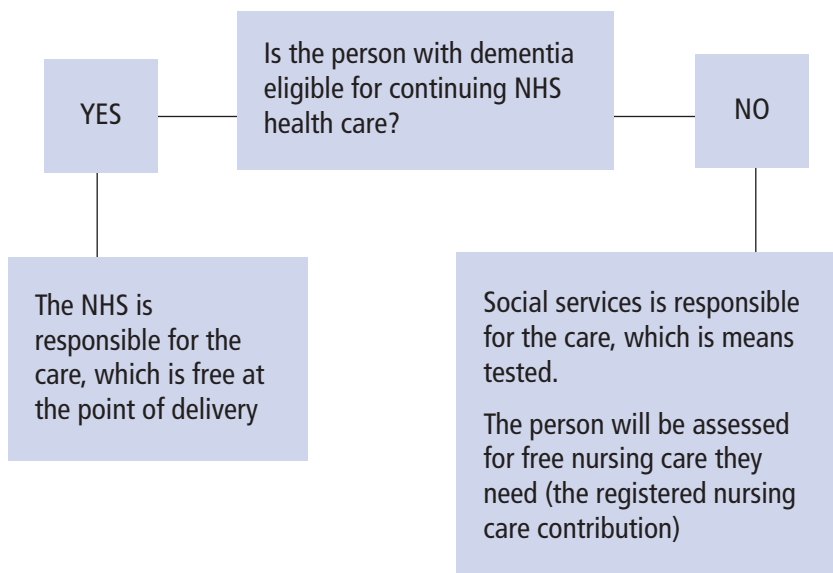 Is the person with dementia
eligible for continuing NHS
health care?
YES
NO
The NHS is
responsible for the
care, which is free at
the point of delivery
Social services is responsible
for the care, which is means
tested.
The person will be assessed
for free nursing care they
need (the registered nursing
care contribution)